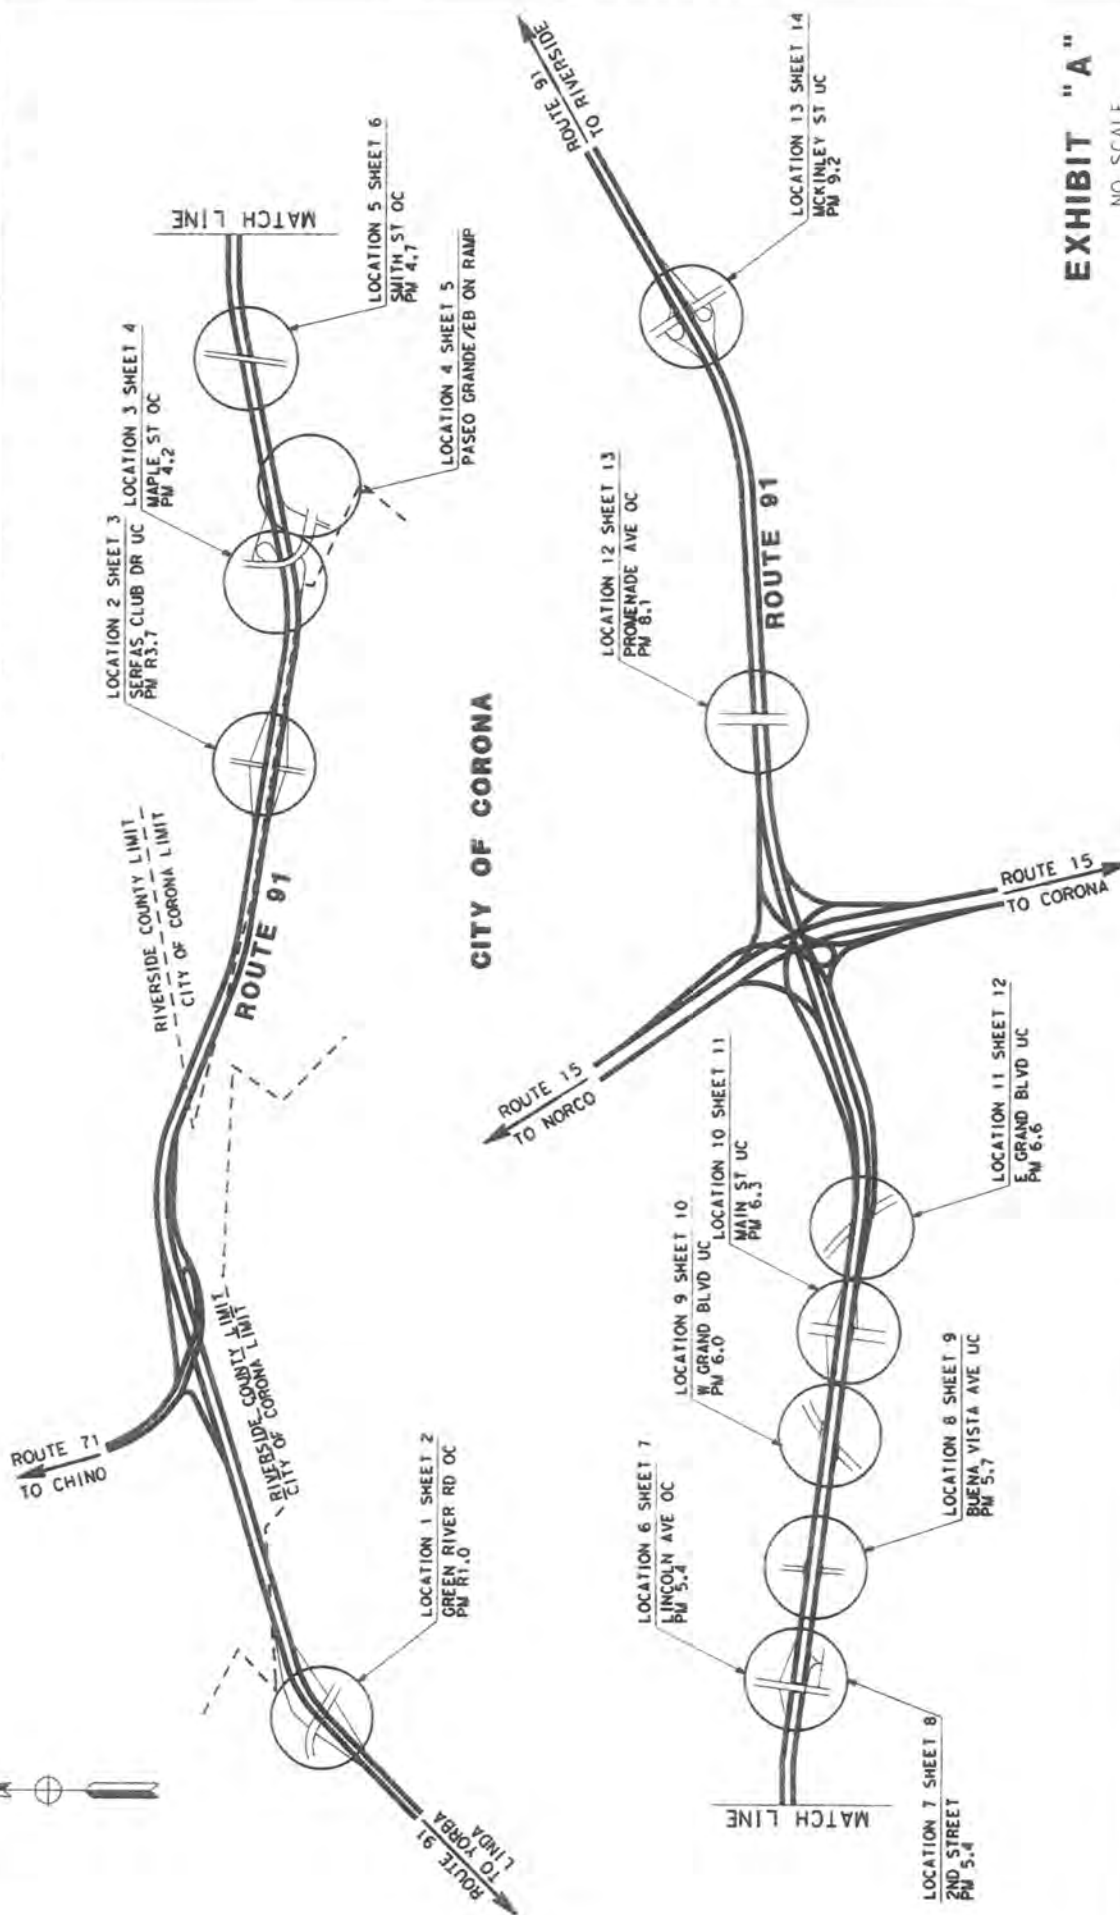 ROUTE 71
TO CHINO
RIVERSIDE COUNTY LIMIT
CITY OF CORONA LIMIT
RIVERSIDE COUNTY LIMIT
CITY OF CORONA LIMIT
ROUTE 91
TO YORBA
LINDA
LOCATION 1 SHEET 2
GREEN RIVER RD OC
PM R1.0
ROUTE 91
LOCATION 2 SHEET 3
SERFAS CLUB DR UC
PM R3.7
LOCATION 3 SHEET 4
MAPLE ST OC
PM 4.2
LOCATION 4 SHEET 5
PASEO GRANDE/EB ON RAMP
LOCATION 5 SHEET 6
SMITH ST OC
PM 4.7
MATCH LINE
CITY OF CORONA
MATCH LINE
LOCATION 6 SHEET 7
LINCOLN AVE OC
PM 5.4
LOCATION 7 SHEET 8
2ND STREET
PM 5.4
LOCATION 8 SHEET 9
BUENA VISTA AVE UC
PM 5.7
LOCATION 9 SHEET 10
W GRAND BLVD UC
PM 6.0
LOCATION 10 SHEET 11
MAIN ST UC
PM 6.3
LOCATION 11 SHEET 12
E GRAND BLVD UC
PM 6.6
ROUTE 15
TO NORCO
ROUTE 15
TO CORONA
LOCATION 12 SHEET 13
PROMENADE AVE OC
PM 8.1
ROUTE 91
LOCATION 13 SHEET 14
MCKINLEY ST UC
PM 9.2
ROUTE 91
TO RIVERSIDE
EXHIBIT "A"
NO SCALE